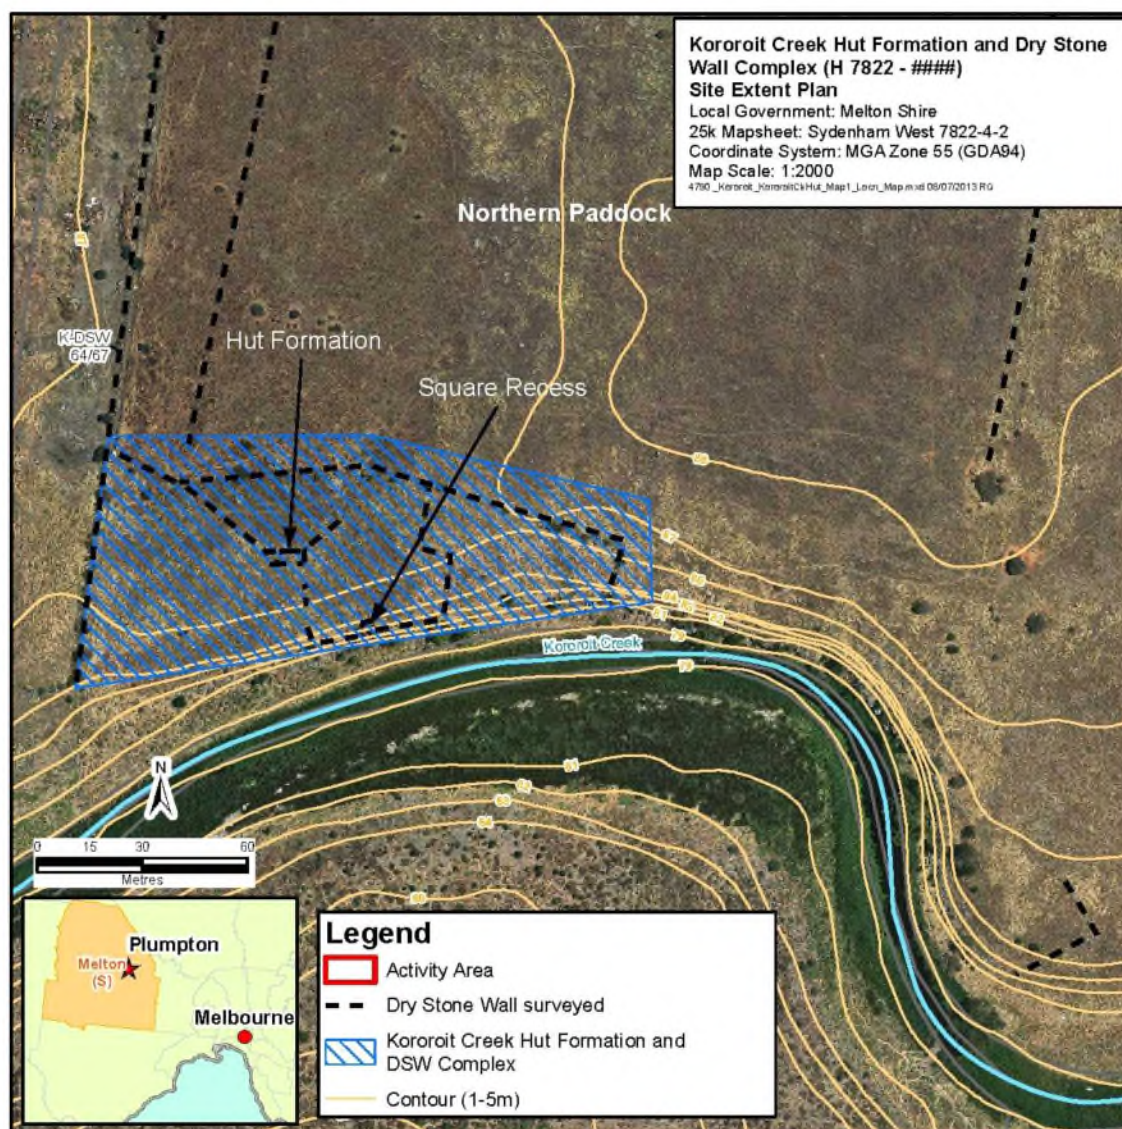 Kororoit Creek Hut Formation and Dry Stone
Wall Complex (H 7822 - ####)
Site Extent Plan
Local Government: Melton Shire
25k Mapsheet: Sydenham West 7822-4-2
Coordinate System: MGA Zone 55 (GDA94)
Map Scale: 1:2000
Northern Paddock
K-DSW
64/67
Hut Formation
Square Recess
Kororoit Creek
N
0 15 30 60
Metres
Plumpton
Melton
(S)
Melbourne
Legend
Activity Area
Dry Stone Wall surveyed
Kororoit Creek Hut Formation and
DSW Complex
Contour (1-5m)